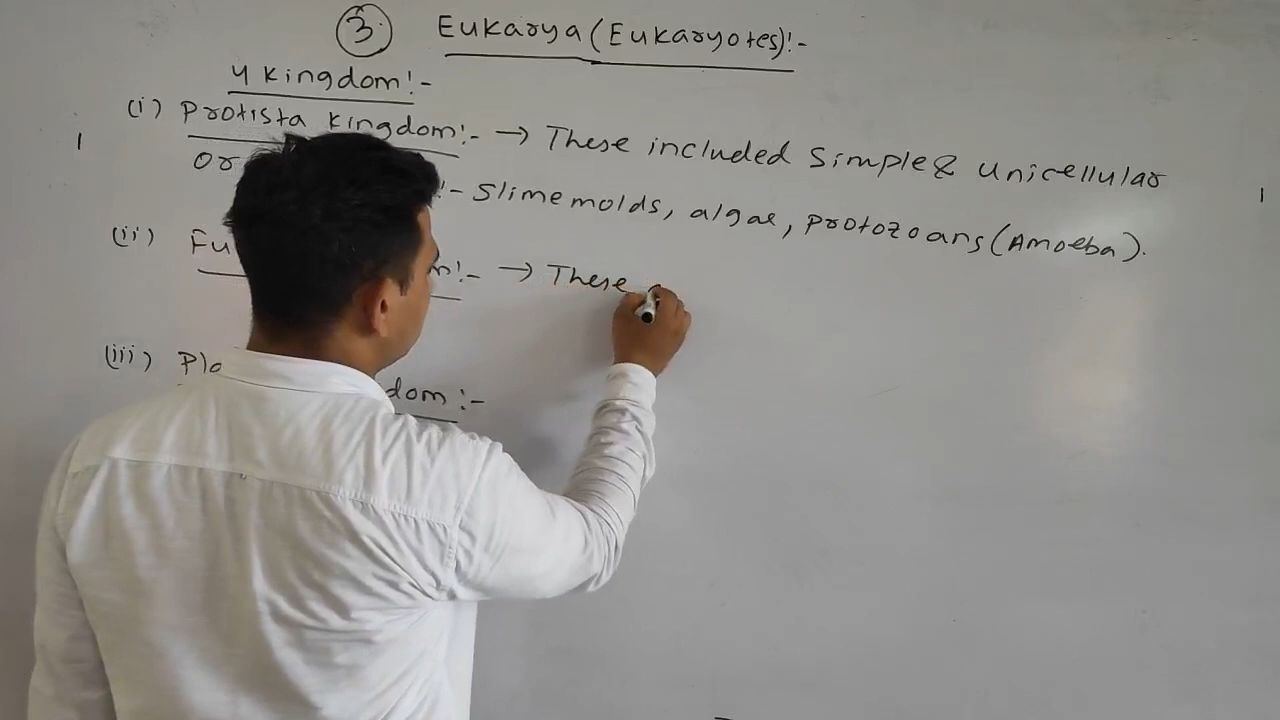 3 Eukarya (Eukaryotes)!-
4 Kingdom!-
(i) Protista Kingdom!- → These included Simple & Unicellular
Or !- Slime molds, algae, Protozoans (Amoeba).
(ii) Fu m!- → These
(iii) Pla dom :-